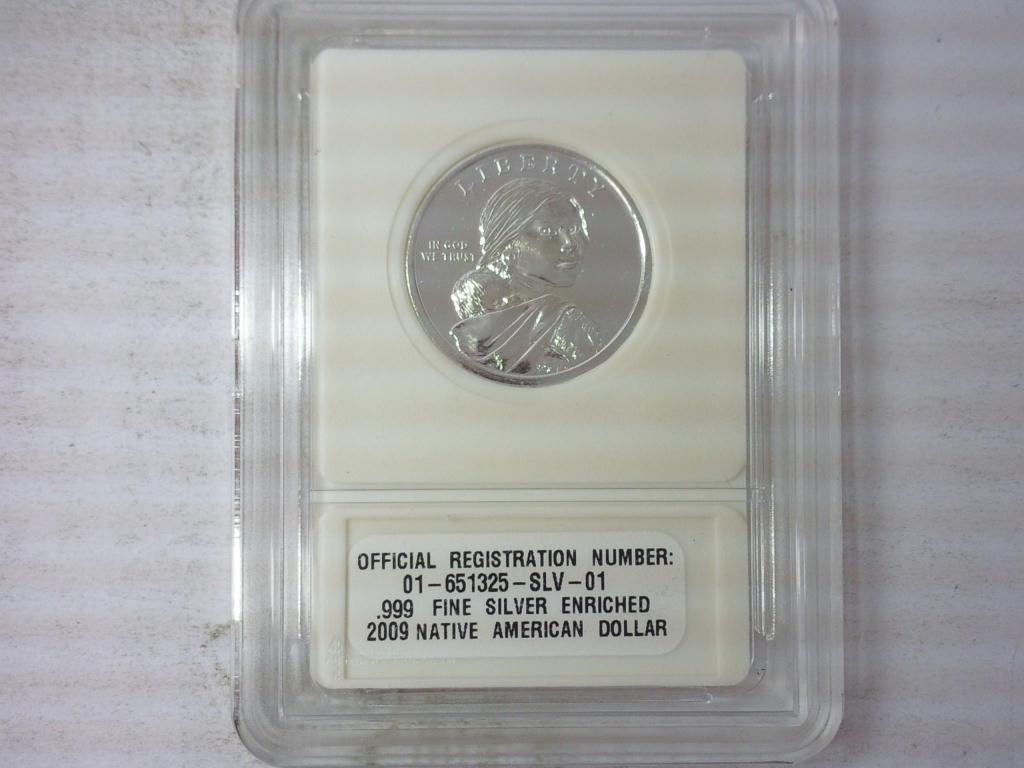 LIBERTY
IN GOD
WE TRUST
OFFICIAL REGISTRATION NUMBER:
01-651325-SLV-01
.999 FINE SILVER ENRICHED
2009 NATIVE AMERICAN DOLLAR